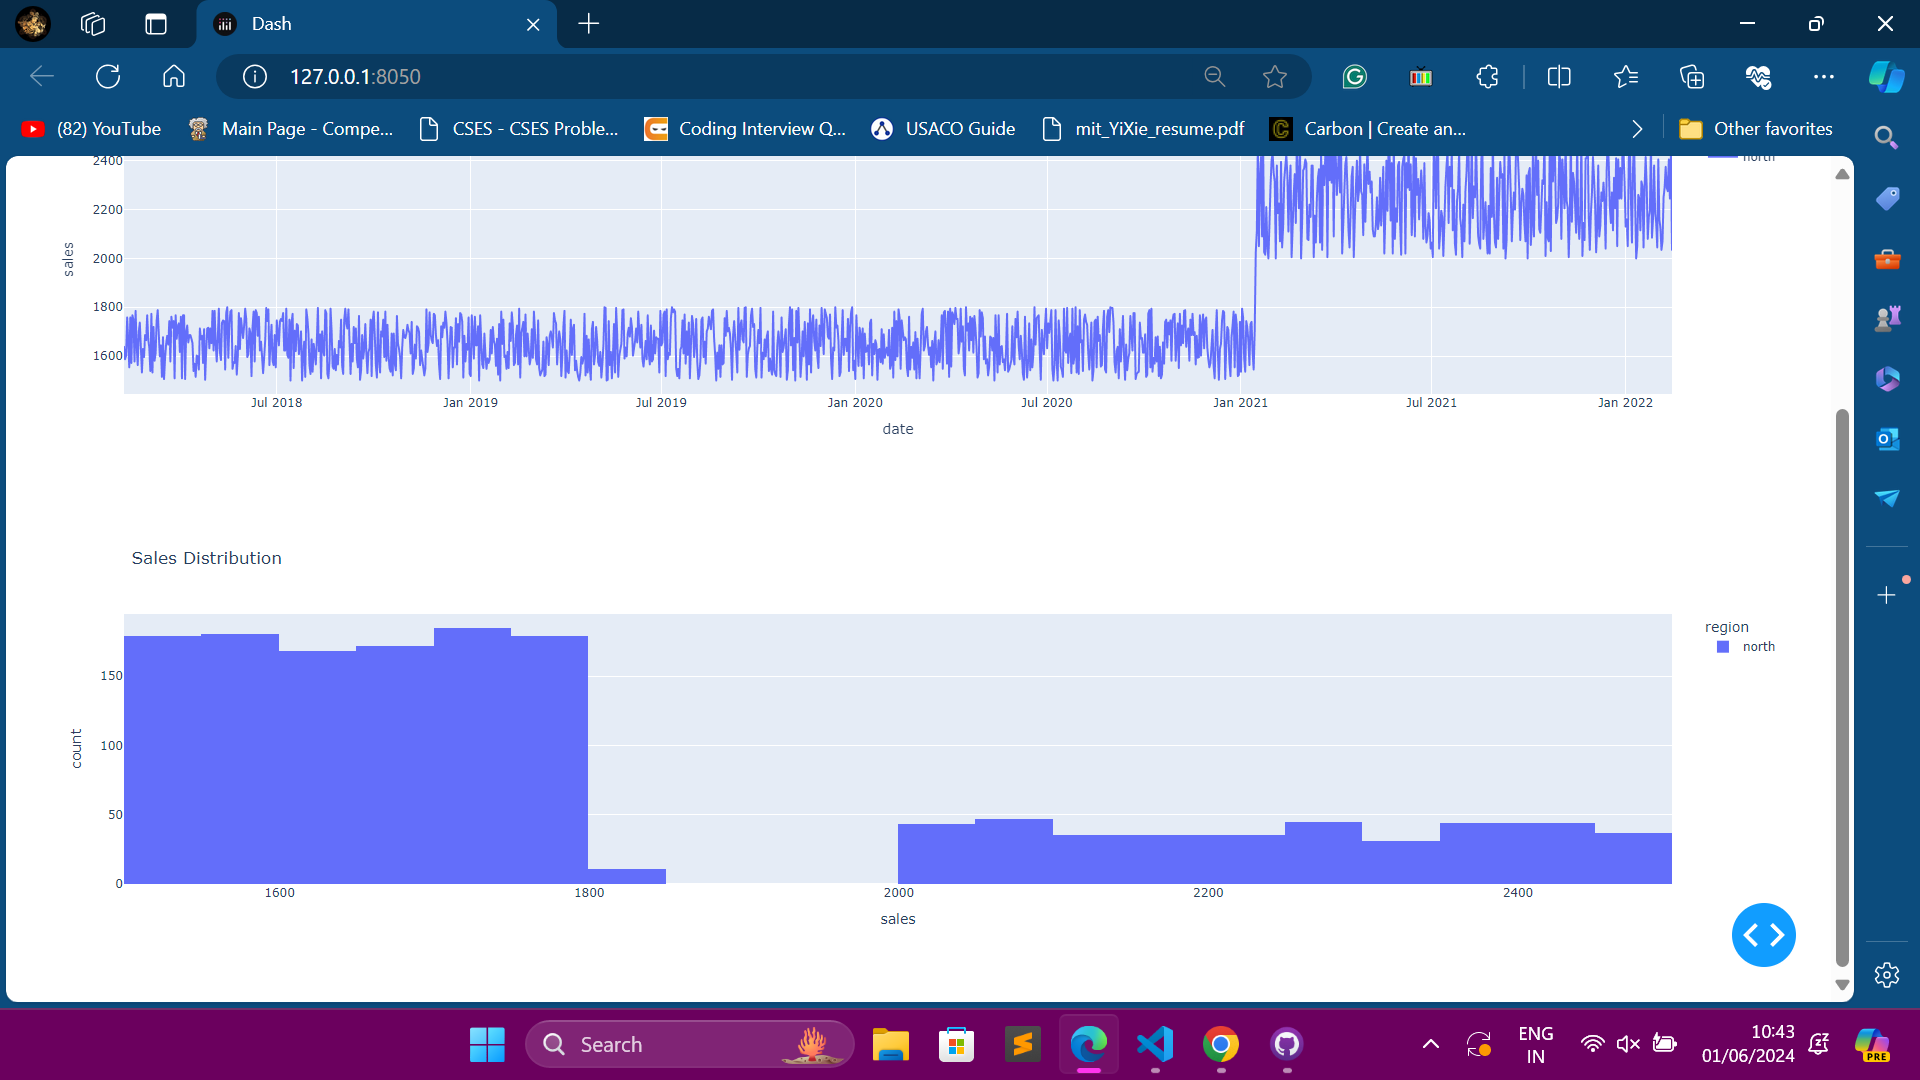 Dash
127.0.0.1:8050
(82) YouTube
Main Page - Compe...
CSES - CSES Proble...
Coding Interview Q...
USACO Guide
mit_YiXie_resume.pdf
Carbon | Create an...
Other favorites
north
2400
2200
2000
1800
1600
sales
Jul 2018
Jan 2019
Jul 2019
Jan 2020
Jul 2020
Jan 2021
Jul 2021
Jan 2022
date
Sales Distribution
region
north
150
100
50
0
count
1600
1800
2000
2200
2400
sales
Search
ENG
IN
10:43
01/06/2024
PRE